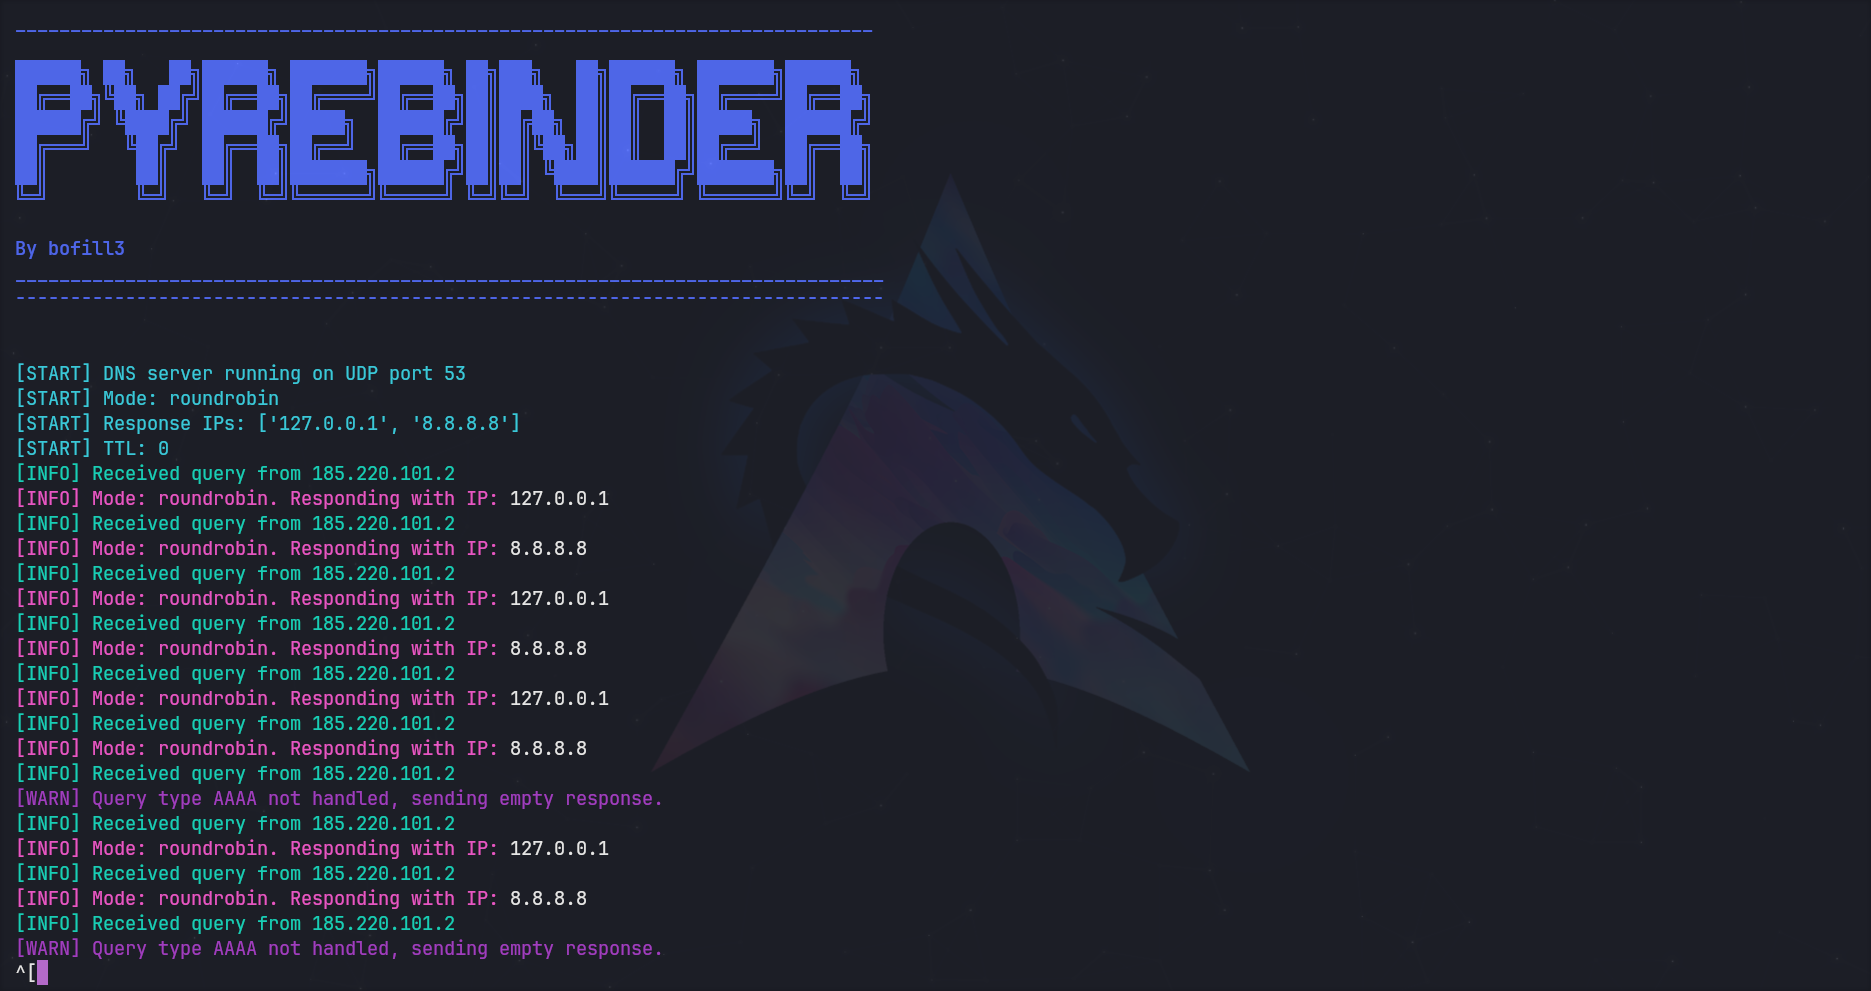 PYREBINDER
By bofill3
[START] DNS server running on UDP port 53
[START] Mode: roundrobin
[START] Response IPs: ['127.0.0.1', '8.8.8.8']
[START] TTL: 0
[INFO] Received query from 185.220.101.2
[INFO] Mode: roundrobin. Responding with IP: 127.0.0.1
[INFO] Received query from 185.220.101.2
[INFO] Mode: roundrobin. Responding with IP: 8.8.8.8
[INFO] Received query from 185.220.101.2
[INFO] Mode: roundrobin. Responding with IP: 127.0.0.1
[INFO] Received query from 185.220.101.2
[INFO] Mode: roundrobin. Responding with IP: 8.8.8.8
[INFO] Received query from 185.220.101.2
[INFO] Mode: roundrobin. Responding with IP: 127.0.0.1
[INFO] Received query from 185.220.101.2
[INFO] Mode: roundrobin. Responding with IP: 8.8.8.8
[INFO] Received query from 185.220.101.2
[WARN] Query type AAAA not handled, sending empty response.
[INFO] Received query from 185.220.101.2
[INFO] Mode: roundrobin. Responding with IP: 127.0.0.1
[INFO] Received query from 185.220.101.2
[INFO] Mode: roundrobin. Responding with IP: 8.8.8.8
[INFO] Received query from 185.220.101.2
[WARN] Query type AAAA not handled, sending empty response.
^[